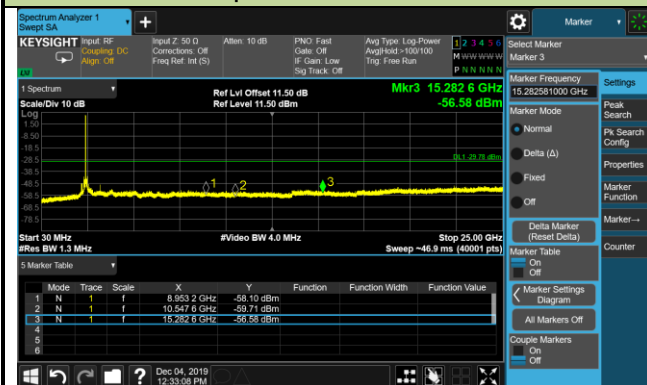 Spectrum Analyzer 1
Swept SA
+
Marker
KEYSIGHT
Input: RF
Coupling: DC
Align: Off
Input Z: 50 Ω
Corrections: Off
Freq Ref: Int (S)
Atten: 10 dB
PNO: Fast
Gate: Off
IF Gain: Low
Sig Track: Off
Avg Type: Log-Power
Avg|Hold:>100/100
Trig: Free Run
1 2 3 4 5 6
M W W W W W
P N N N N N
LXI
Select Marker
Marker 3
Marker Frequency
15.282581000 GHz
Marker Mode
Normal
Delta (Δ)
Fixed
Off
Delta Marker
(Reset Delta)
Marker Table
On
Off
Marker Settings
Diagram
All Markers Off
Couple Markers
On
Off
Settings
Peak
Search
Pk Search
Config
Properties
Marker
Function
Marker→
Counter
1 Spectrum
Scale/Div 10 dB
Ref Lvl Offset 11.50 dB
Ref Level 11.50 dBm
Mkr3 15.282 6 GHz
-56.58 dBm
Log
1.50
-8.50
-18.5
-28.5
-38.5
-48.5
-58.5
-68.5
-78.5
DL1 -29.78 dBm
1
2
3
Start 30 MHz
#Res BW 1.3 MHz
#Video BW 4.0 MHz
Stop 25.00 GHz
Sweep ~46.9 ms (40001 pts)
5 Marker Table
Mode Trace Scale X Y Function Function Width Function Value
1 N 1 f 8.953 2 GHz -58.10 dBm
2 N 1 f 10.547 6 GHz -59.71 dBm
3 N 1 f 15.282 6 GHz -56.58 dBm
4
5
6
?
Dec 04, 2019
12:33:08 PM